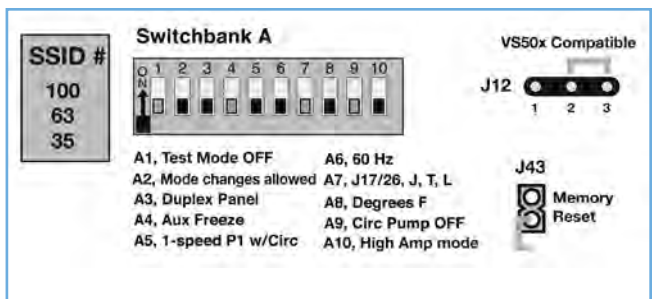 SSID #
100
63
35
Switchbank A
ON
1 2 3 4 5 6 7 8 9 10
A1, Test Mode OFF
A2, Mode changes allowed
A3, Duplex Panel
A4, Aux Freeze
A5, 1-speed P1 w/Circ
A6, 60 Hz
A7, J17/26, J, T, L
A8, Degrees F
A9, Circ Pump OFF
A10, High Amp mode
VS50x Compatible
J12
1 2 3
J43
Memory
Reset